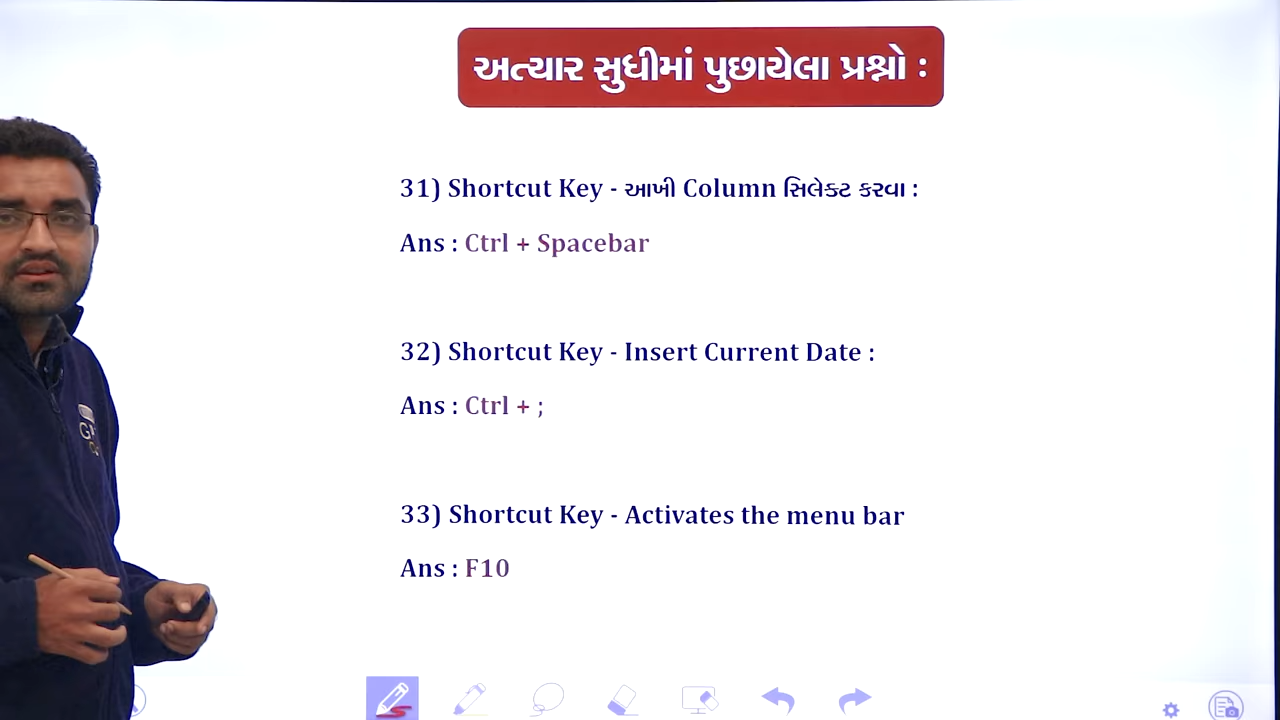 અત્યાર સુધીમાં પુછાયેલા પ્રશ્નો :
31) Shortcut Key - આખી Column સિલેક્ટ કરવા :
Ans : Ctrl + Spacebar
32) Shortcut Key - Insert Current Date :
Ans : Ctrl + ;
33) Shortcut Key - Activates the menu bar
Ans : F10